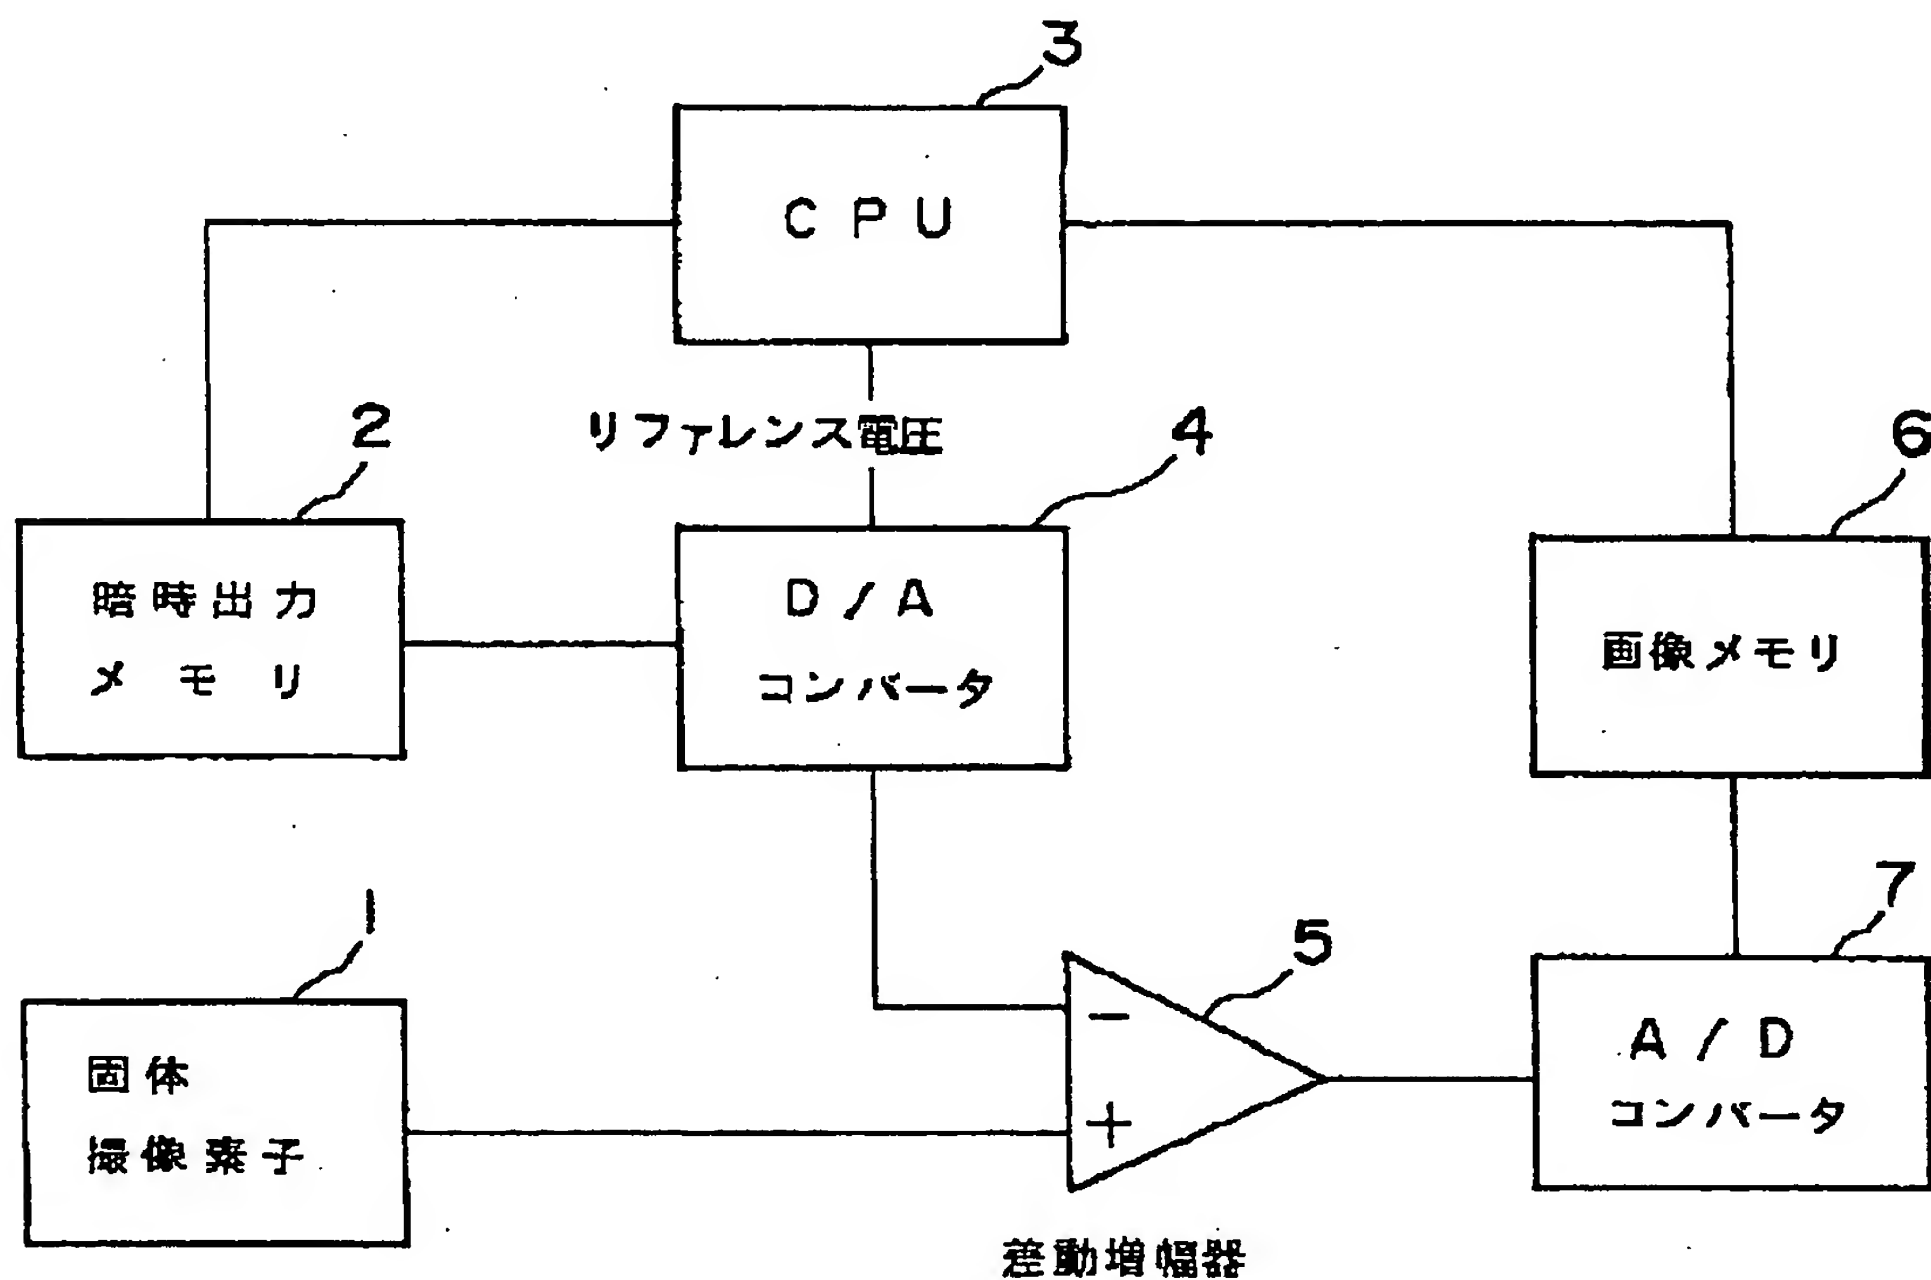 3
CPU
2
リファレンス電圧
4
6
暗時出力
メモリ
D/A
コンバータ
画像メモリ
1
5
7
固体
撮像素子
−
+
A/D
コンバータ
差動増幅器